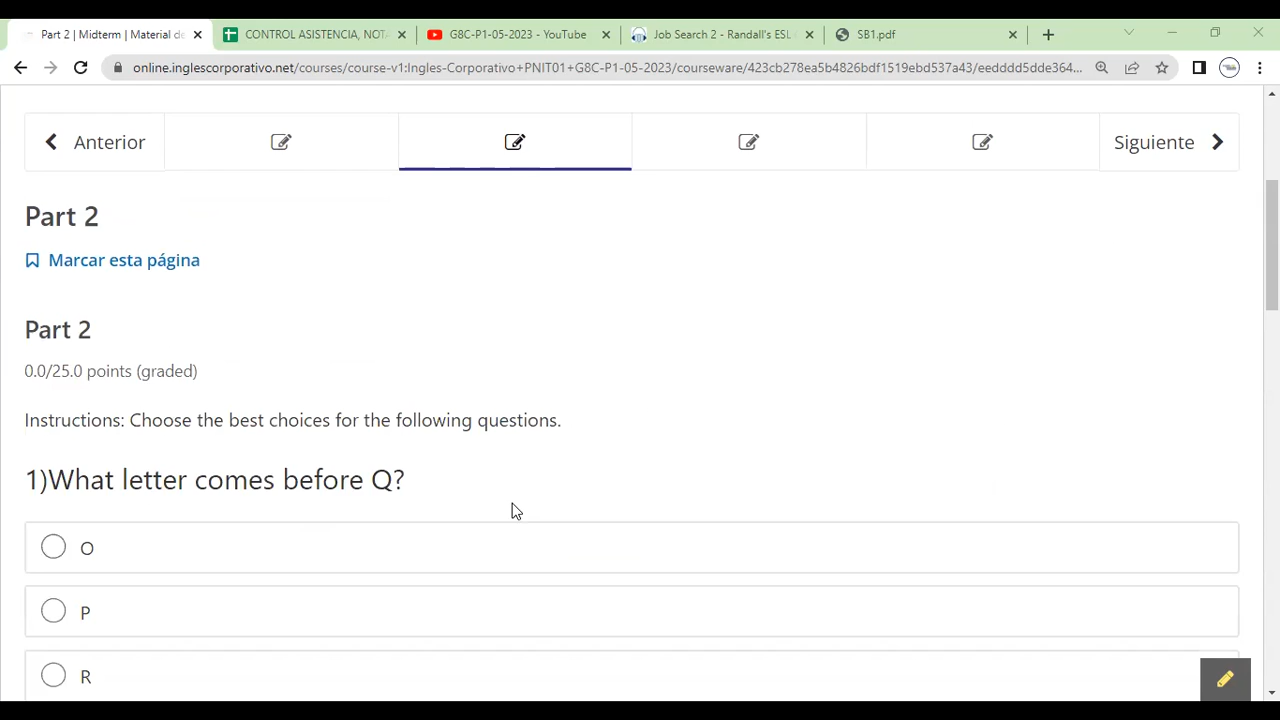 Part 2 | Midterm | Material de
CONTROL ASISTENCIA, NOT
G8C-P1-05-2023 - YouTube
Job Search 2 - Randall's ESL
SB1.pdf
online.inglescorporativo.net/courses/course-v1:Ingles-Corporativo+PNIT01+G8C-P1-05-2023/courseware/423cb278ea5b4826bdf1519ebd537a43/eedddd5dde364...
Anterior
Siguiente
Part 2
Marcar esta página
Part 2
0.0/25.0 points (graded)
Instructions: Choose the best choices for the following questions.
1)What letter comes before Q?
O
P
R